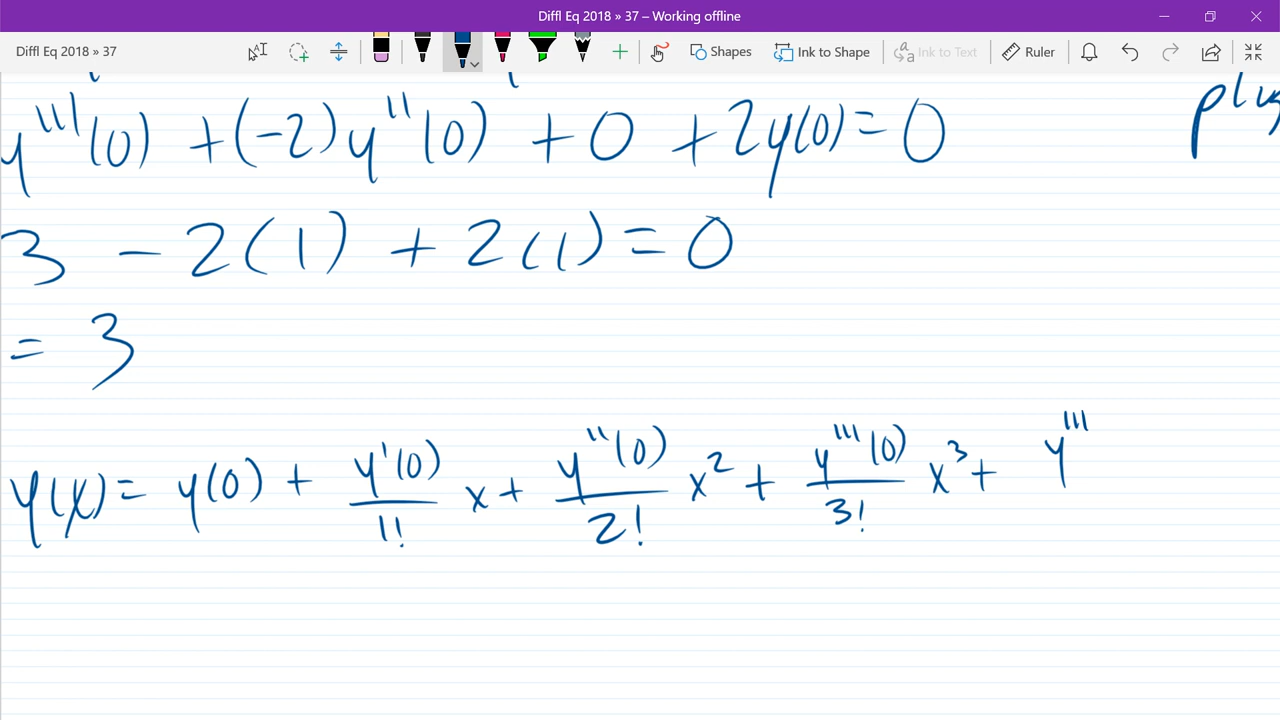 Diffl Eq 2018 » 37 – Working offline
Diffl Eq 2018 » 37 Shapes Ink to Shape Ink to Text Ruler
y'''(0) + (-2)y''(0) + 0 + 2y(0) = 0
3 - 2(1) + 2(1) = 0
= 3
y(x) = y(0) + y'(0)/1! x + y''(0)/2! x² + y'''(0)/3! x³ + y'''